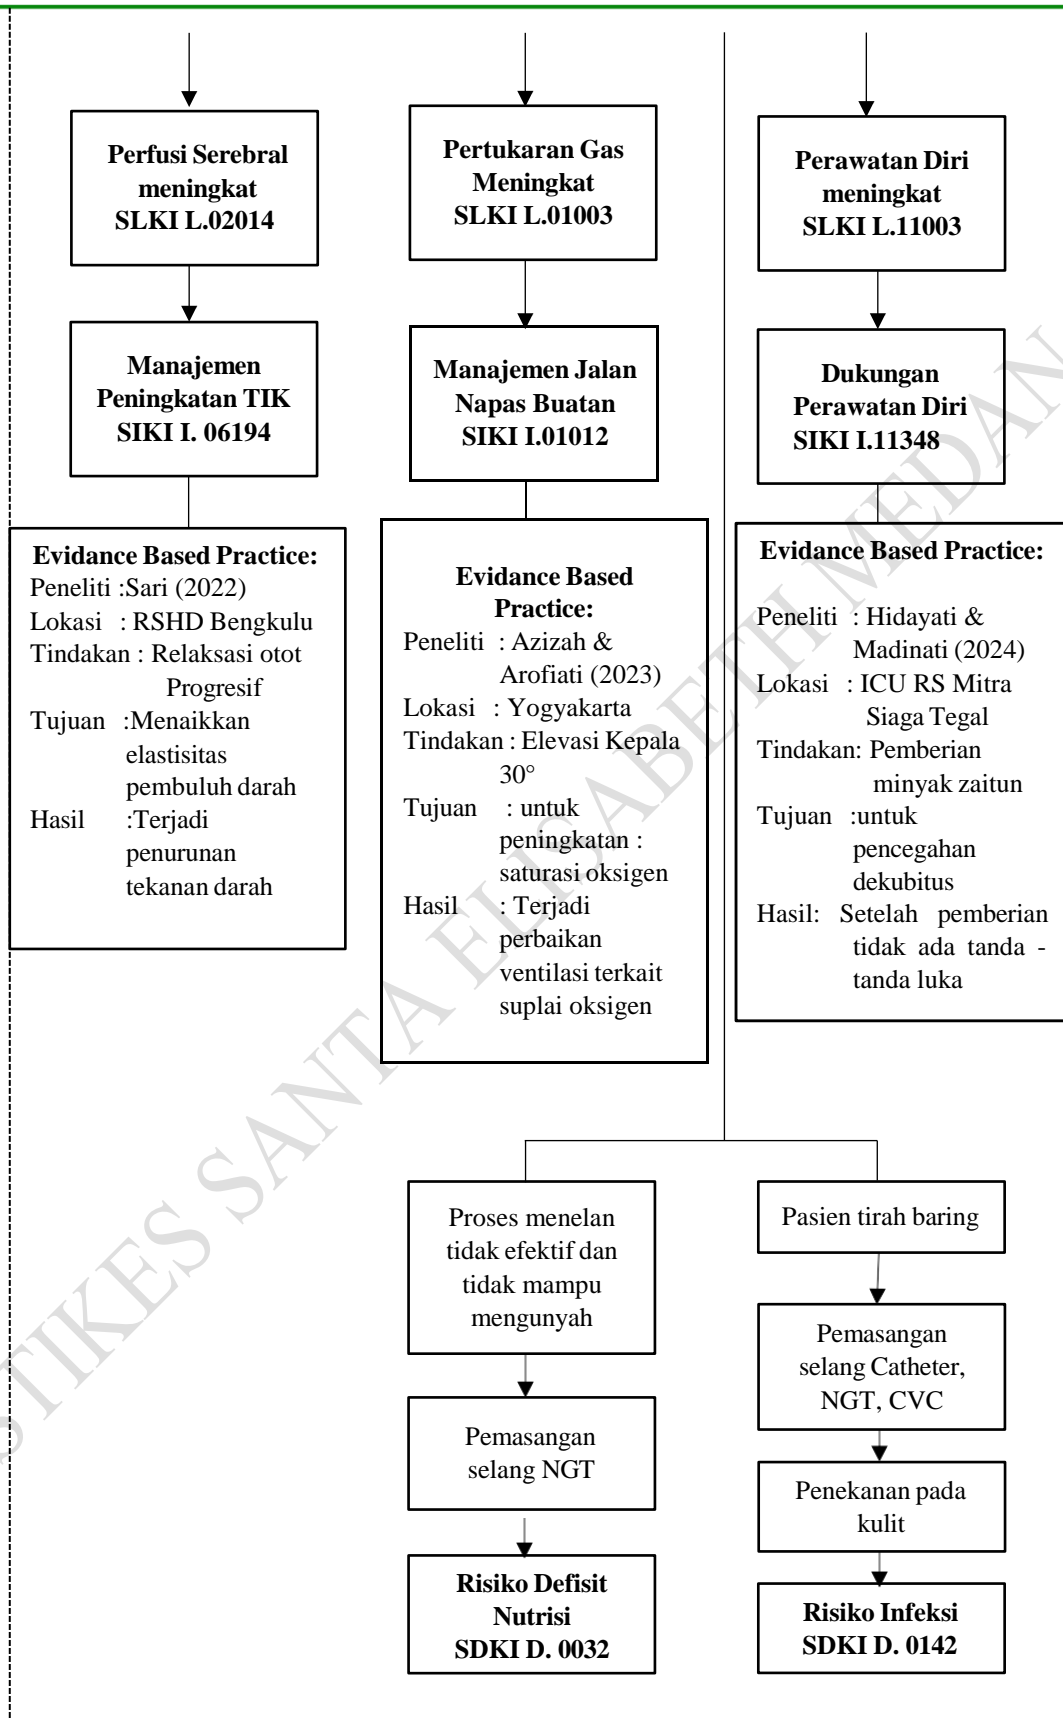 Perfusi Serebral
meningkat
SLKI L.02014
Manajemen
Peningkatan TIK
SIKI I. 06194
Evidance Based Practice:
Peneliti :Sari (2022)
Lokasi : RSHD Bengkulu
Tindakan : Relaksasi otot
Progresif
Tujuan :Menaikkan
elastisitas
pembuluh darah
Hasil :Terjadi
penurunan
tekanan darah
Pertukaran Gas
Meningkat
SLKI L.01003
Manajemen Jalan
Napas Buatan
SIKI I.01012
Evidance Based
Practice:
Peneliti : Azizah &
Arofiati (2023)
Lokasi : Yogyakarta
Tindakan : Elevasi Kepala
30°
Tujuan : untuk
peningkatan :
saturasi oksigen
Hasil : Terjadi
perbaikan
ventilasi terkait
suplai oksigen
Perawatan Diri
meningkat
SLKI L.11003
Dukungan
Perawatan Diri
SIKI I.11348
Evidance Based Practice:
Peneliti : Hidayati &
Madinati (2024)
Lokasi : ICU RS Mitra
Siaga Tegal
Tindakan: Pemberian
minyak zaitun
Tujuan :untuk
pencegahan
dekubitus
Hasil: Setelah pemberian
tidak ada tanda -
tanda luka
Proses menelan
tidak efektif dan
tidak mampu
mengunyah
Pemasangan
selang NGT
Risiko Defisit
Nutrisi
SDKI D. 0032
Pasien tirah baring
Pemasangan
selang Catheter,
NGT, CVC
Penekanan pada
kulit
Risiko Infeksi
SDKI D. 0142
STIKES SANTA ELISABETH MEDAN